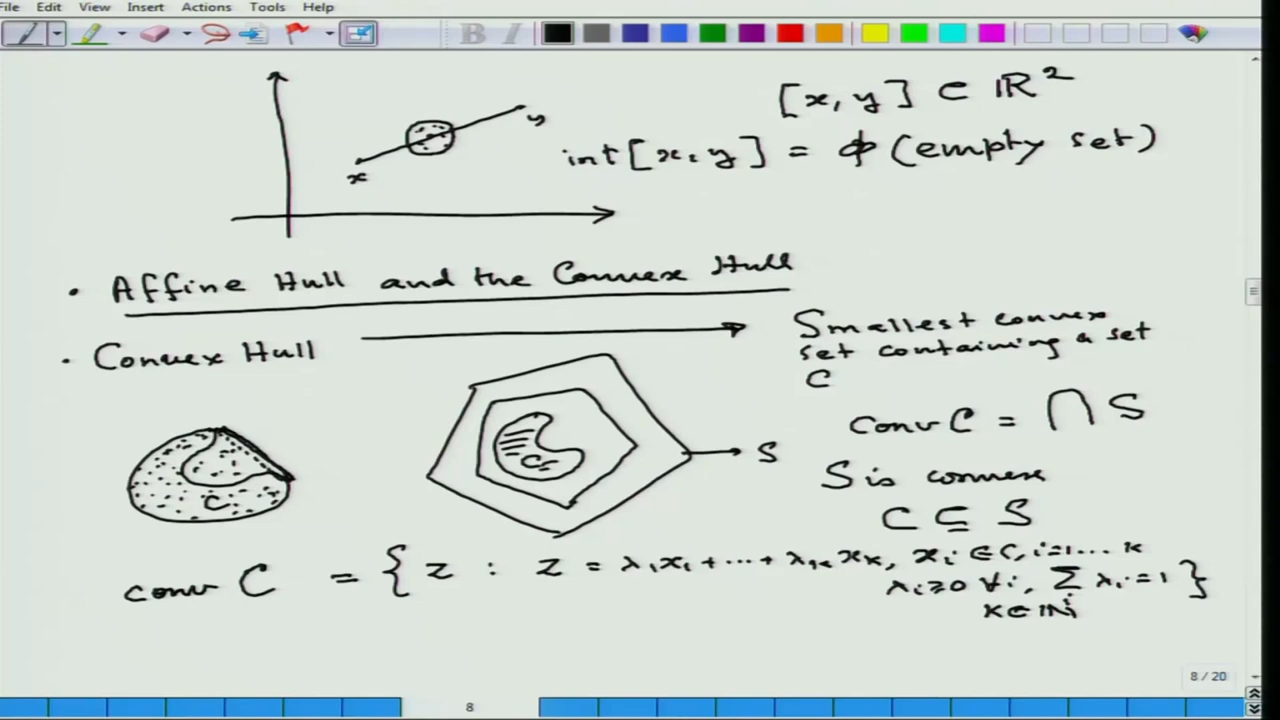 File Edit View Insert Actions Tools Help
B I
[x, y] ⊂ ℝ²
y
int[x, y] = ϕ (empty set)
x
• Affine Hull and the Convex Hull
• Convex Hull
Smallest convex
set containing a set
C
conv C = ⋂ S
S
C
S is convex
C
C ⊆ S
conv C = { z : z = λ₁x₁ + ... + λₖxₖ, xᵢ ∈ C, i=1... k
λᵢ ≥ 0 ∀i, ∑ᵢ λᵢ = 1 }
k ∈ ℕ
8 / 20
8